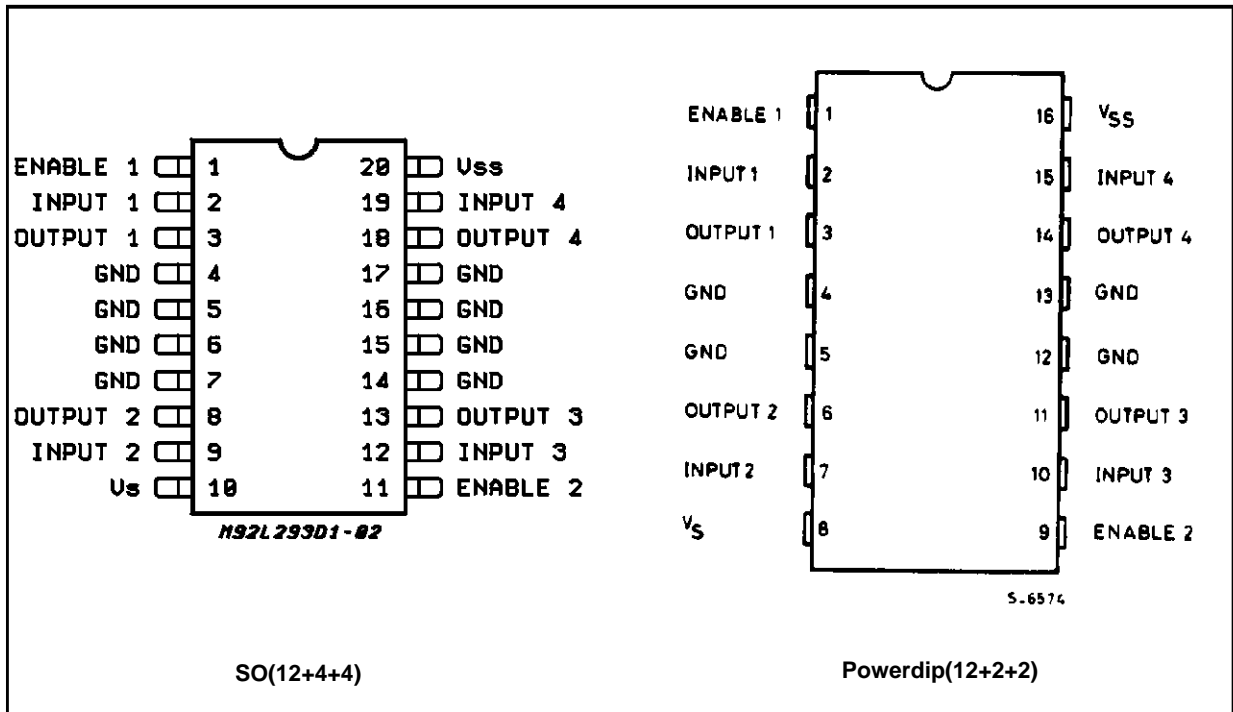 ENABLE 1 1 20 Vss
INPUT 1 2 19 INPUT 4
OUTPUT 1 3 18 OUTPUT 4
GND 4 17 GND
GND 5 16 GND
GND 6 15 GND
GND 7 14 GND
OUTPUT 2 8 13 OUTPUT 3
INPUT 2 9 12 INPUT 3
Vs 10 11 ENABLE 2
M92L293D1-02
SO(12+4+4)
ENABLE 1 1 16 VSS
INPUT 1 2 15 INPUT 4
OUTPUT 1 3 14 OUTPUT 4
GND 4 13 GND
GND 5 12 GND
OUTPUT 2 6 11 OUTPUT 3
INPUT 2 7 10 INPUT 3
VS 8 9 ENABLE 2
S-6574
Powerdip(12+2+2)